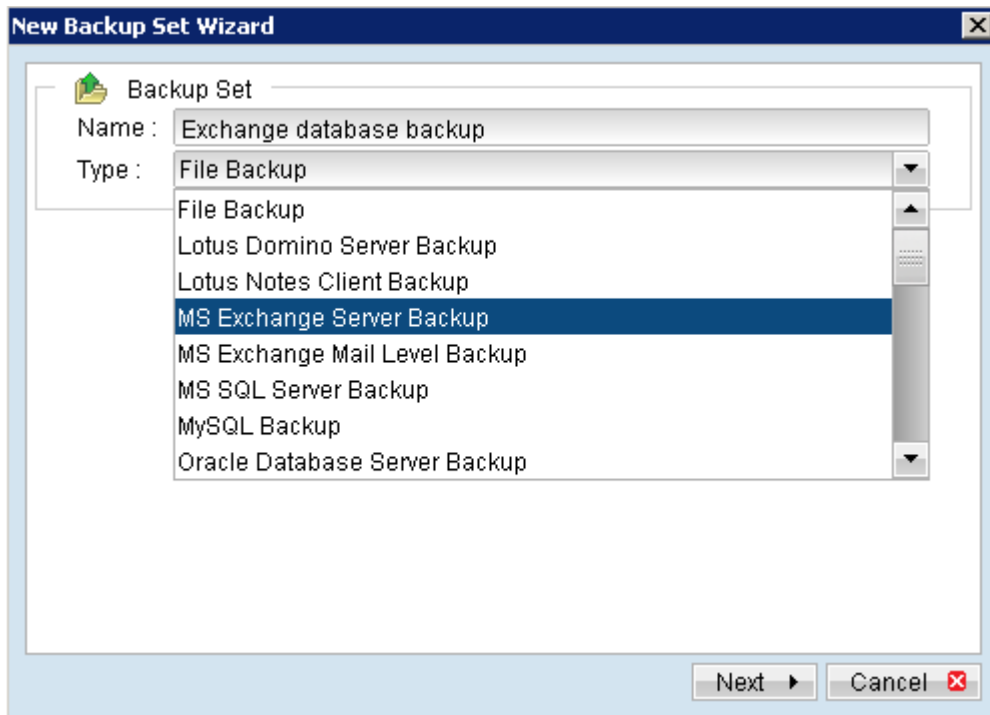 New Backup Set Wizard
Backup Set
Name : Exchange database backup
Type : File Backup
File Backup
Lotus Domino Server Backup
Lotus Notes Client Backup
MS Exchange Server Backup
MS Exchange Mail Level Backup
MS SQL Server Backup
MySQL Backup
Oracle Database Server Backup
Next Cancel